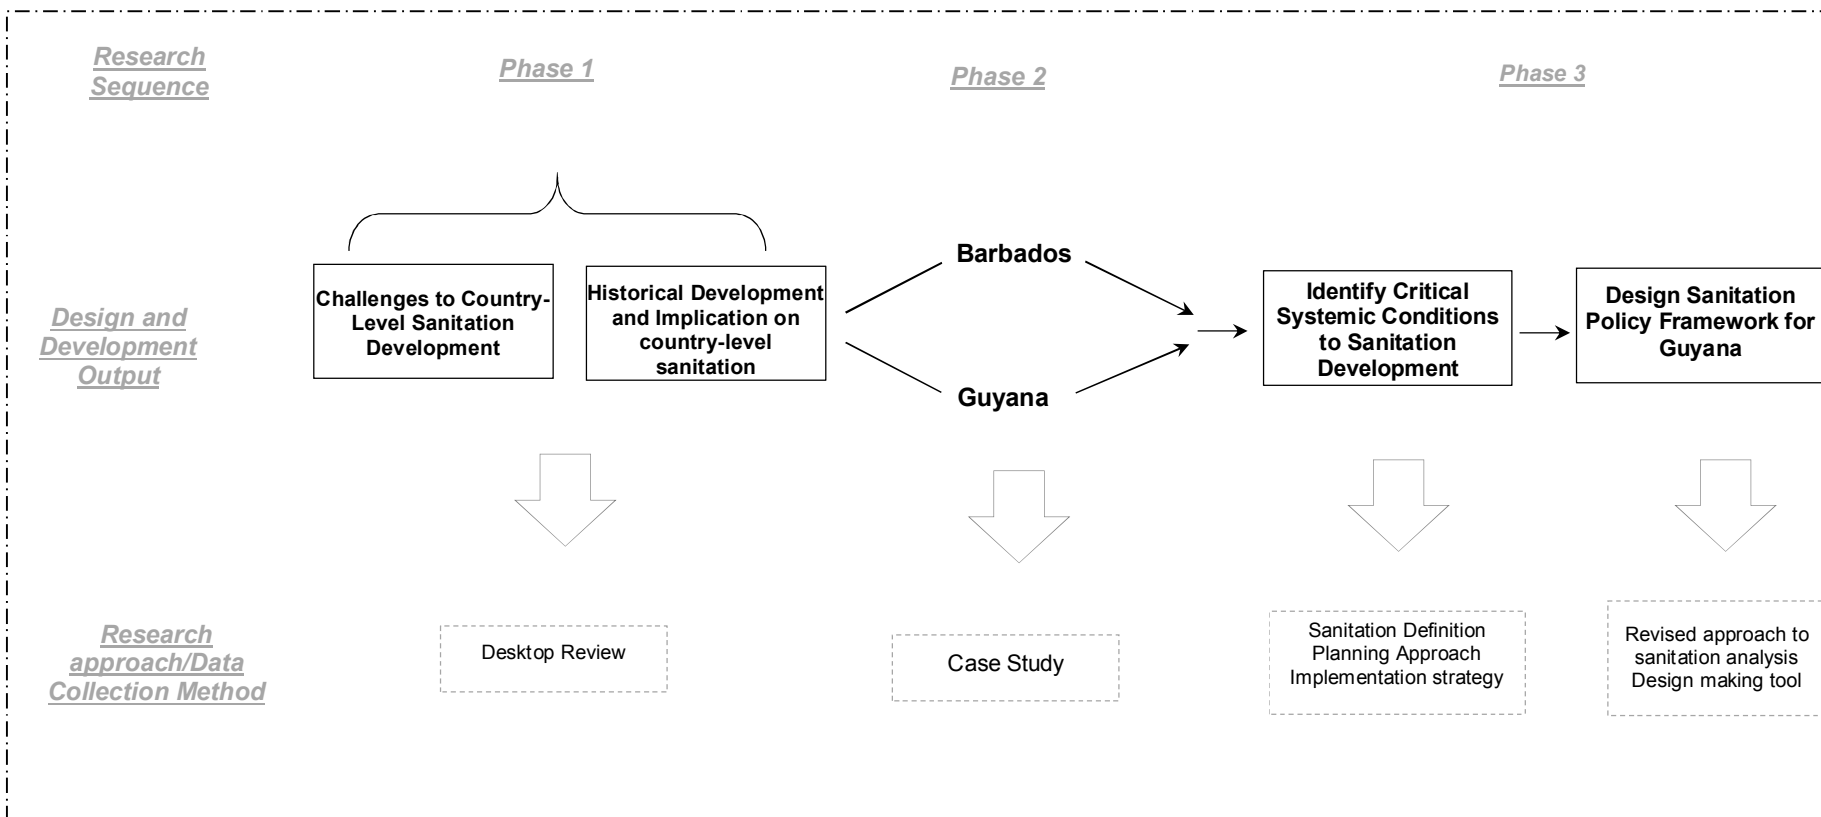 Research
Sequence
Phase 1
Phase 2
Phase 3
Design and
Development
Output
Challenges to Country-
Level Sanitation
Development
Historical Development
and Implication on
country-level
sanitation
Barbados
Guyana
Identify Critical
Systemic Conditions
to Sanitation
Development
Design Sanitation
Policy Framework for
Guyana
Research
approach/Data
Collection Method
Desktop Review
Case Study
Sanitation Definition
Planning Approach
Implementation strategy
Revised approach to
sanitation analysis
Design making tool